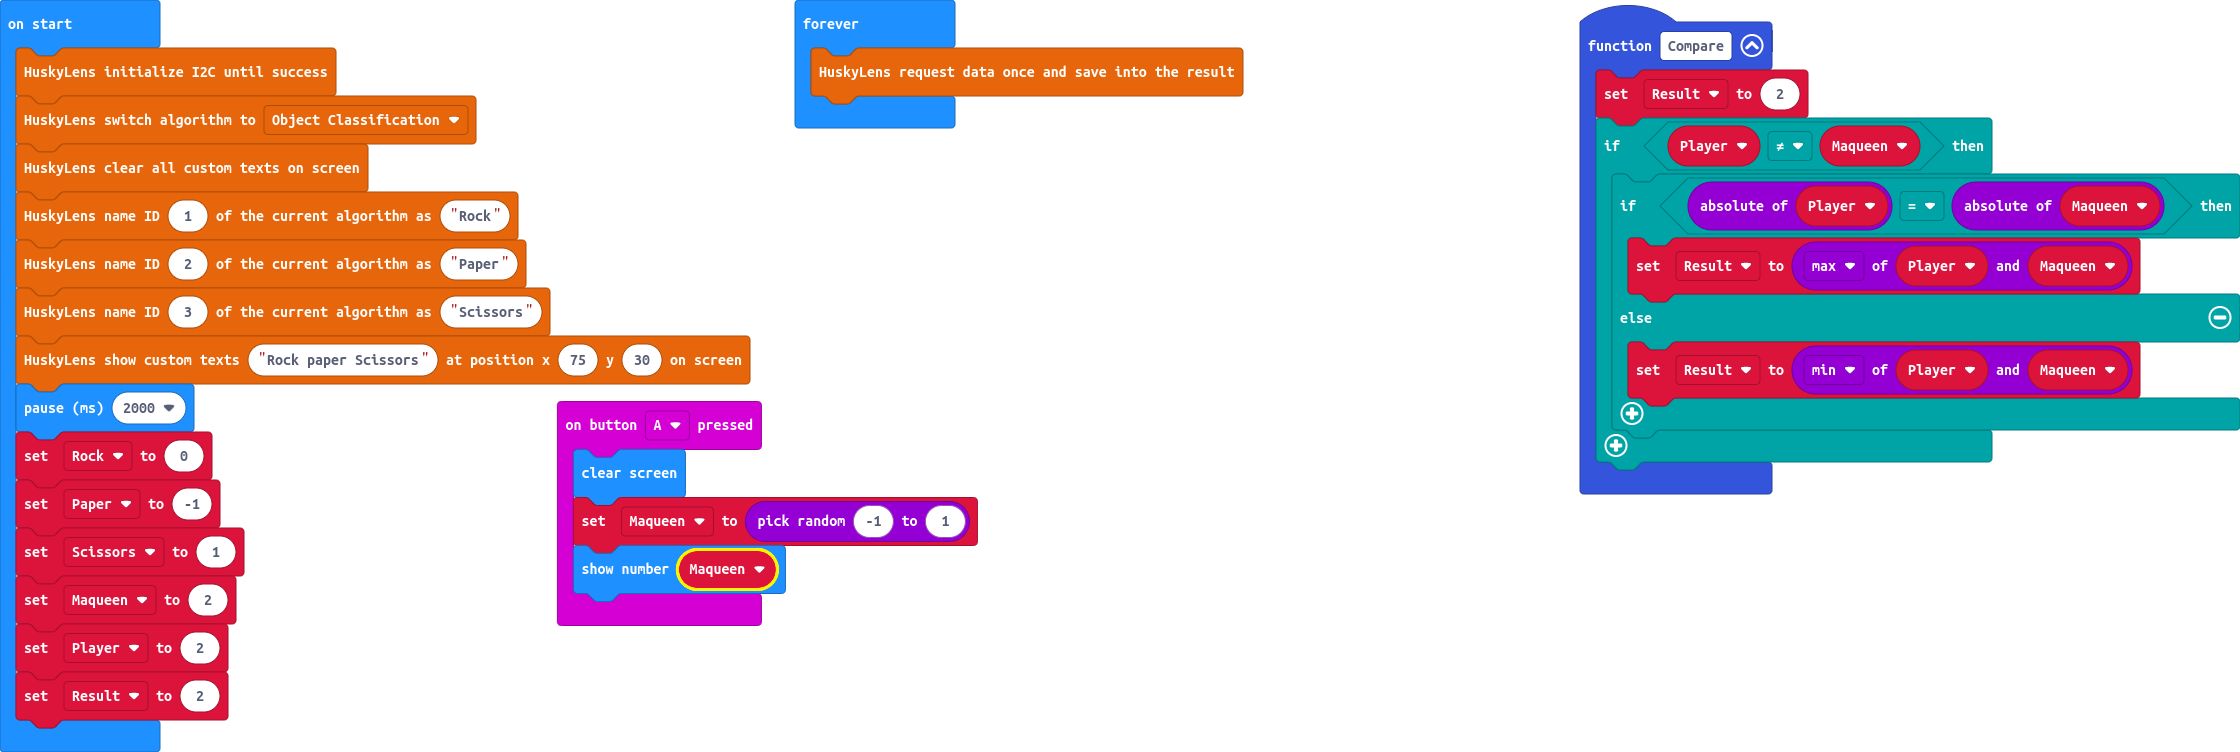 on start
HuskyLens initialize I2C until success
HuskyLens switch algorithm to Object Classification
HuskyLens clear all custom texts on screen
HuskyLens name ID 1 of the current algorithm as "Rock"
HuskyLens name ID 2 of the current algorithm as "Paper"
HuskyLens name ID 3 of the current algorithm as "Scissors"
HuskyLens show custom texts "Rock paper Scissors" at position x 75 y 30 on screen
pause (ms) 2000
set Rock to 0
set Paper to -1
set Scissors to 1
set Maqueen to 2
set Player to 2
set Result to 2
on button A pressed
clear screen
set Maqueen to pick random -1 to 1
show number Maqueen
forever
HuskyLens request data once and save into the result
function Compare
set Result to 2
if Player ≠ Maqueen then
if absolute of Player = absolute of Maqueen then
set Result to max of Player and Maqueen
else
set Result to min of Player and Maqueen